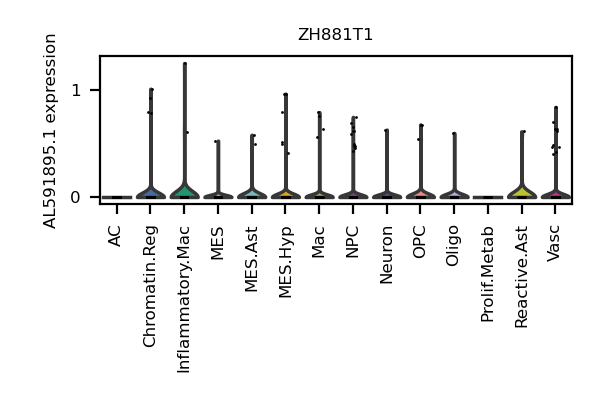 ZH881T1
AL591895.1 expression
1
0
AC
Chromatin.Reg
Inflammatory.Mac
MES
MES.Ast
MES.Hyp
Mac
NPC
Neuron
OPC
Oligo
Prolif.Metab
Reactive.Ast
Vasc